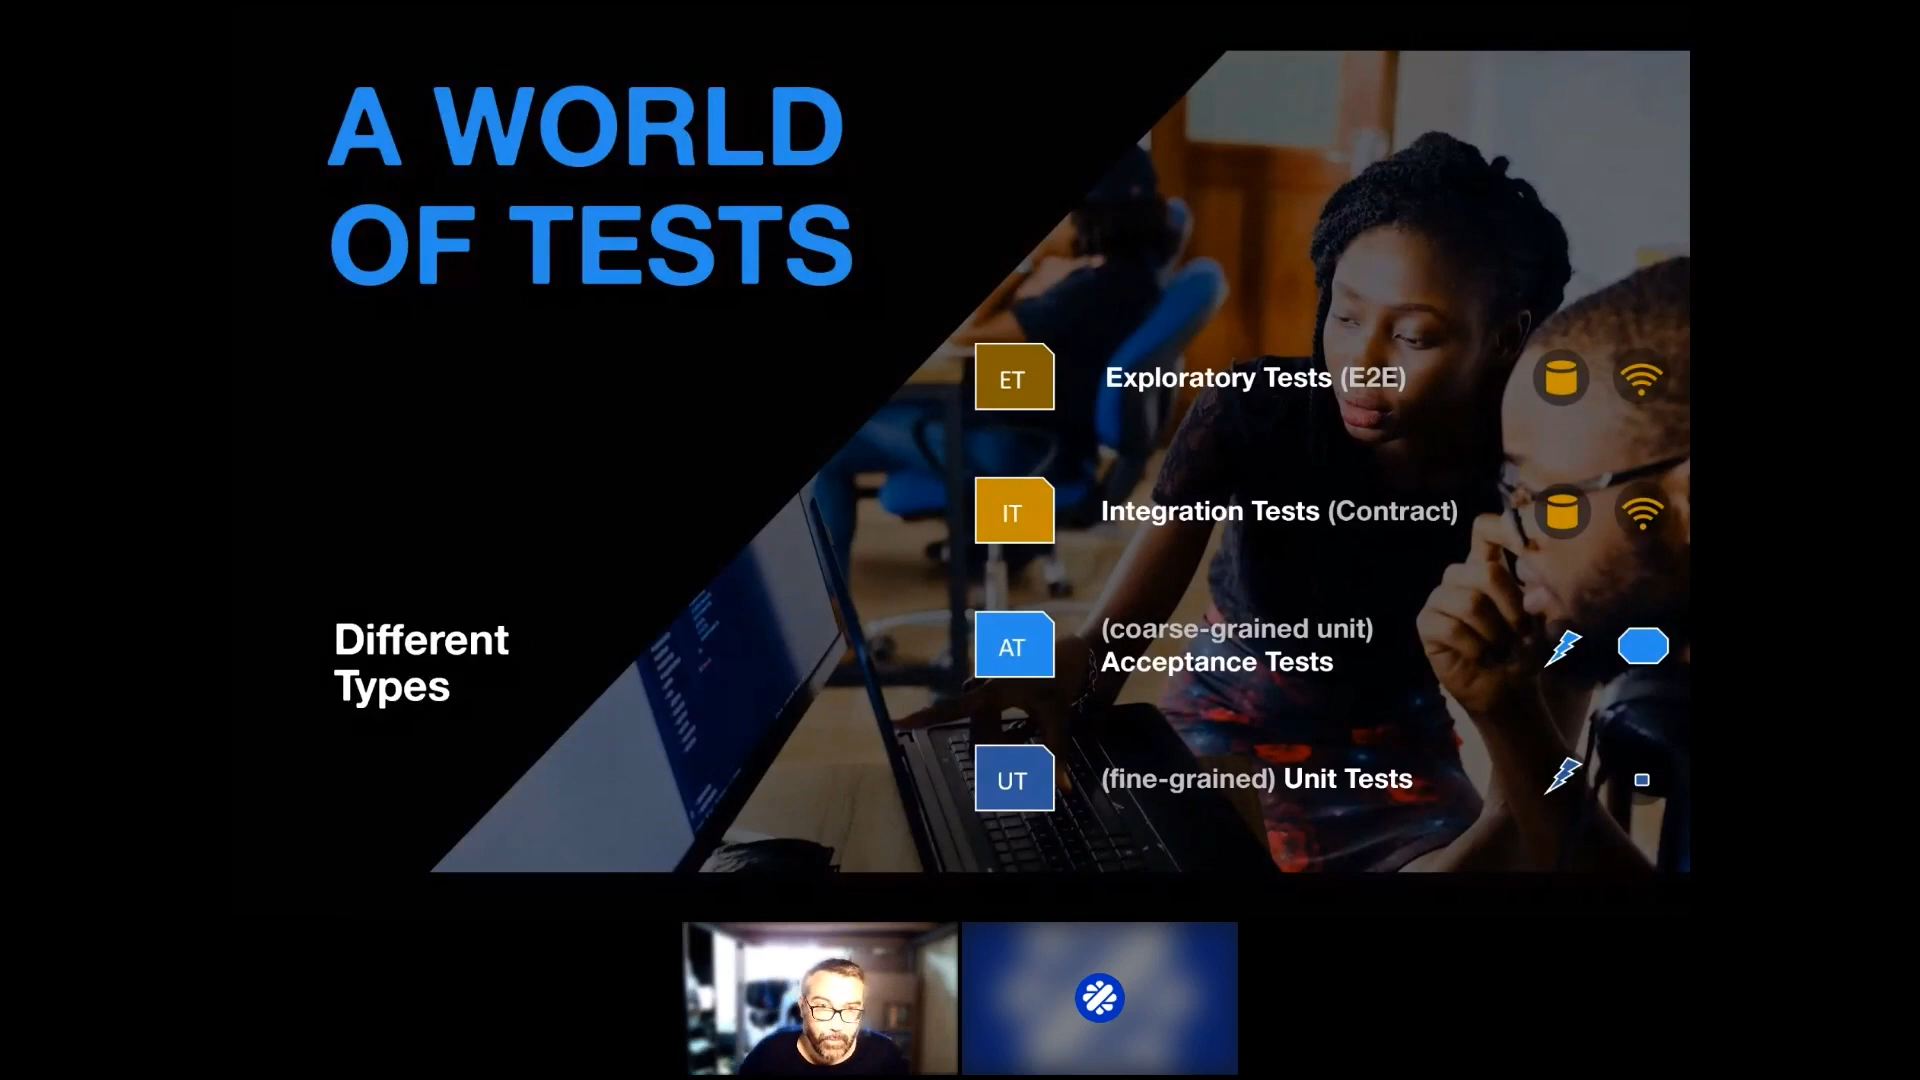 A WORLD
OF TESTS
Different
Types
ET
Exploratory Tests (E2E)
IT
Integration Tests (Contract)
AT
(coarse-grained unit)
Acceptance Tests
UT
(fine-grained) Unit Tests